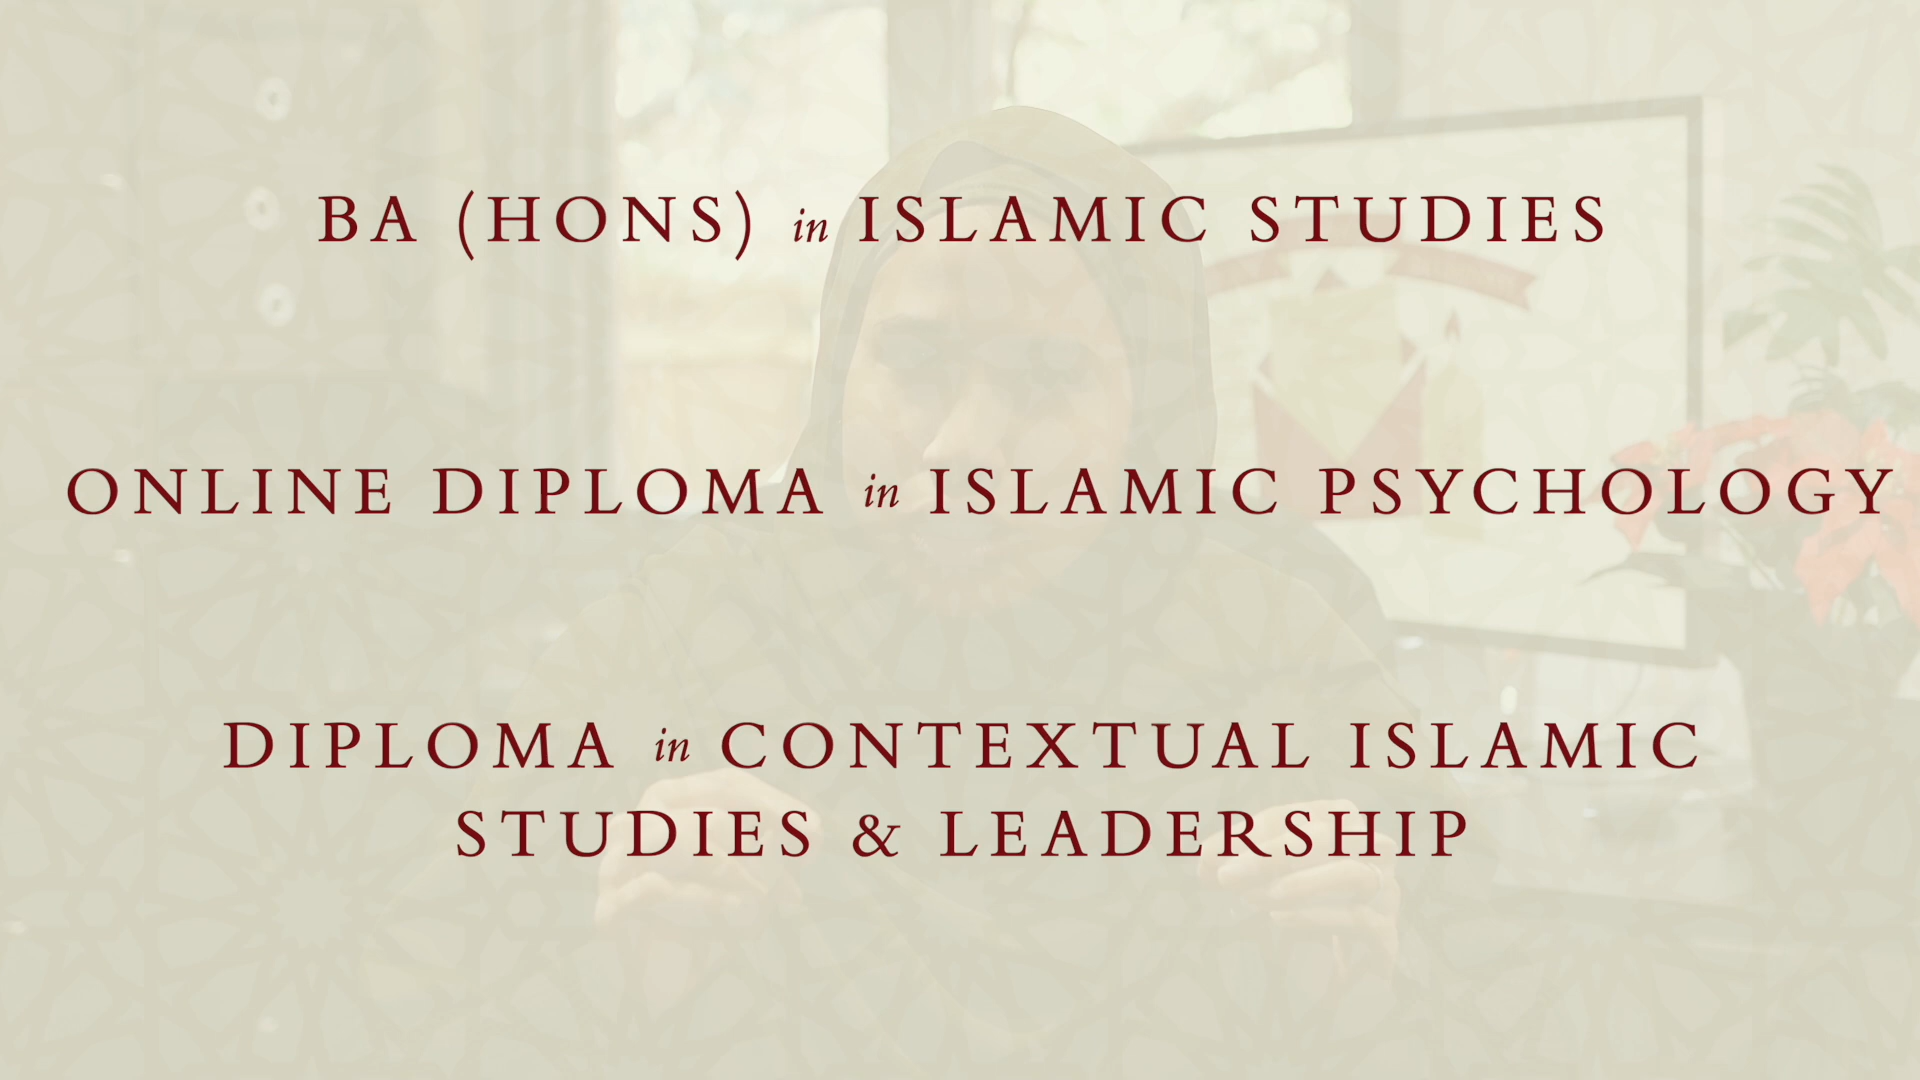 BA (HONS) in ISLAMIC STUDIES
ONLINE DIPLOMA in ISLAMIC PSYCHOLOGY
DIPLOMA in CONTEXTUAL ISLAMIC
STUDIES & LEADERSHIP